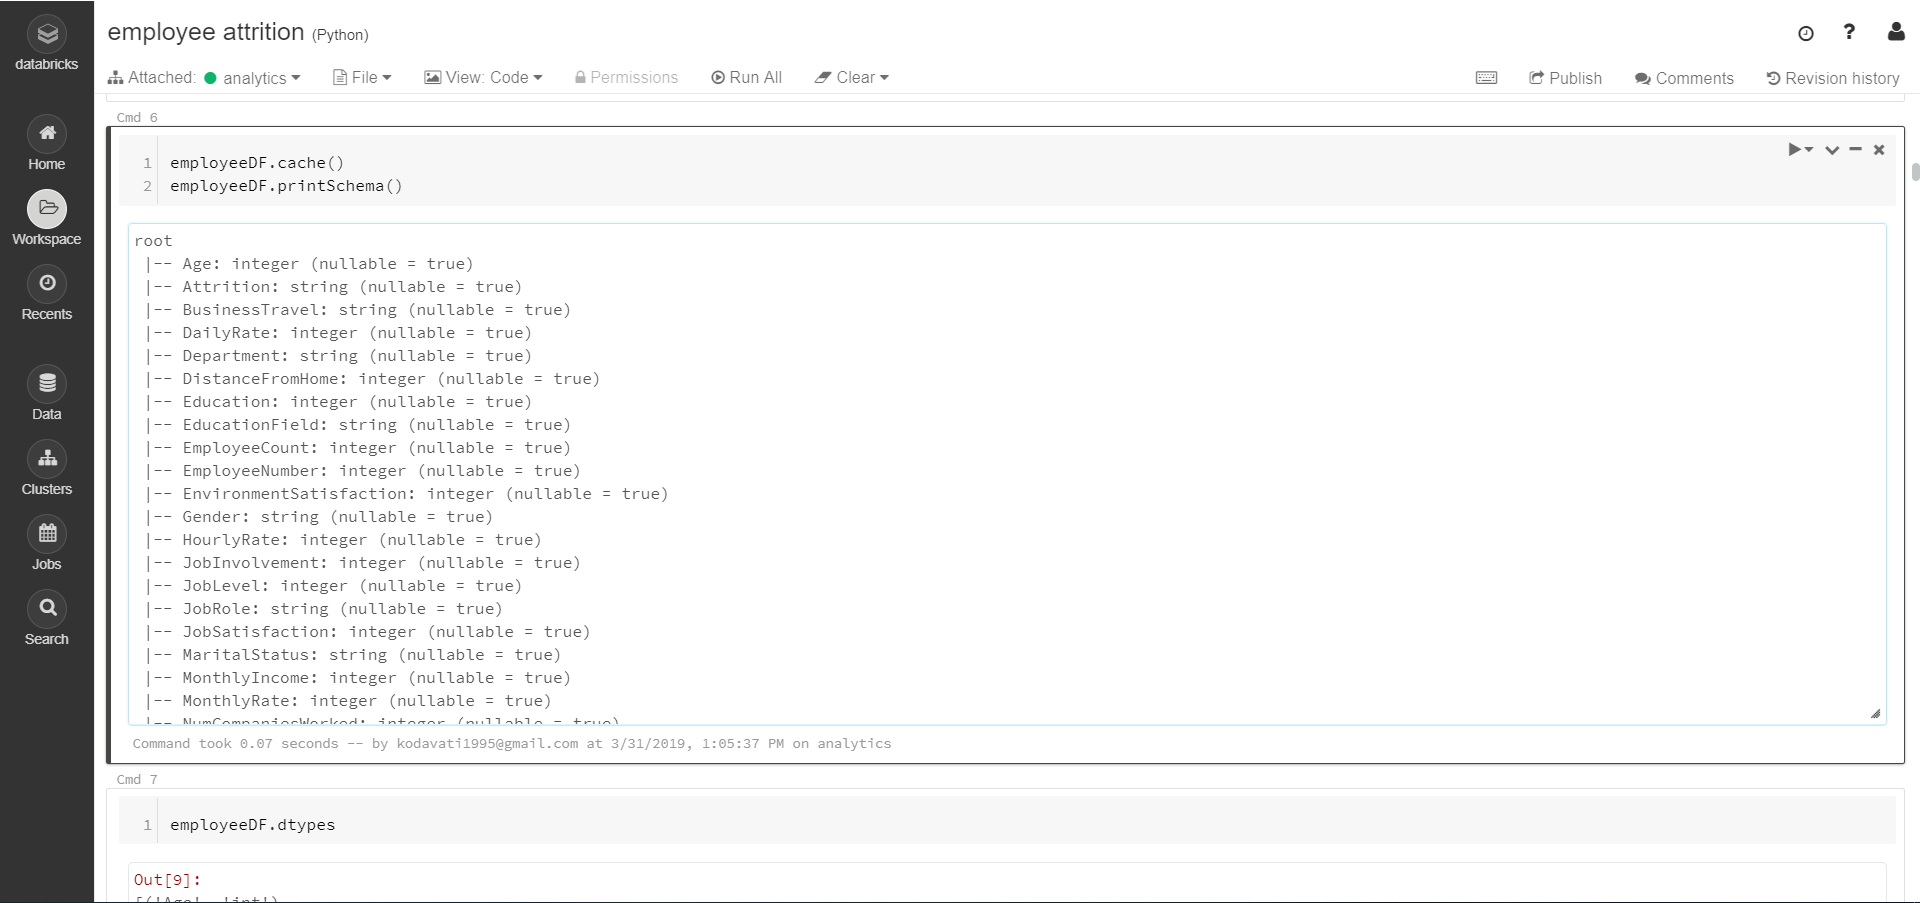 databricks
Home
Workspace
Recents
Data
Clusters
Jobs
Search
employee attrition (Python)
?
Attached: analytics File View: Code Permissions Run All Clear Publish Comments Revision history
Cmd 6
1 employeeDF.cache()
2 employeeDF.printSchema()
root
|-- Age: integer (nullable = true)
|-- Attrition: string (nullable = true)
|-- BusinessTravel: string (nullable = true)
|-- DailyRate: integer (nullable = true)
|-- Department: string (nullable = true)
|-- DistanceFromHome: integer (nullable = true)
|-- Education: integer (nullable = true)
|-- EducationField: string (nullable = true)
|-- EmployeeCount: integer (nullable = true)
|-- EmployeeNumber: integer (nullable = true)
|-- EnvironmentSatisfaction: integer (nullable = true)
|-- Gender: string (nullable = true)
|-- HourlyRate: integer (nullable = true)
|-- JobInvolvement: integer (nullable = true)
|-- JobLevel: integer (nullable = true)
|-- JobRole: string (nullable = true)
|-- JobSatisfaction: integer (nullable = true)
|-- MaritalStatus: string (nullable = true)
|-- MonthlyIncome: integer (nullable = true)
|-- MonthlyRate: integer (nullable = true)
|-- NumCompaniesWorked: integer (nullable = true)
Command took 0.07 seconds -- by kodavati1995@gmail.com at 3/31/2019, 1:05:37 PM on analytics
Cmd 7
1 employeeDF.dtypes
Out[9]:
[('Age', 'int'),